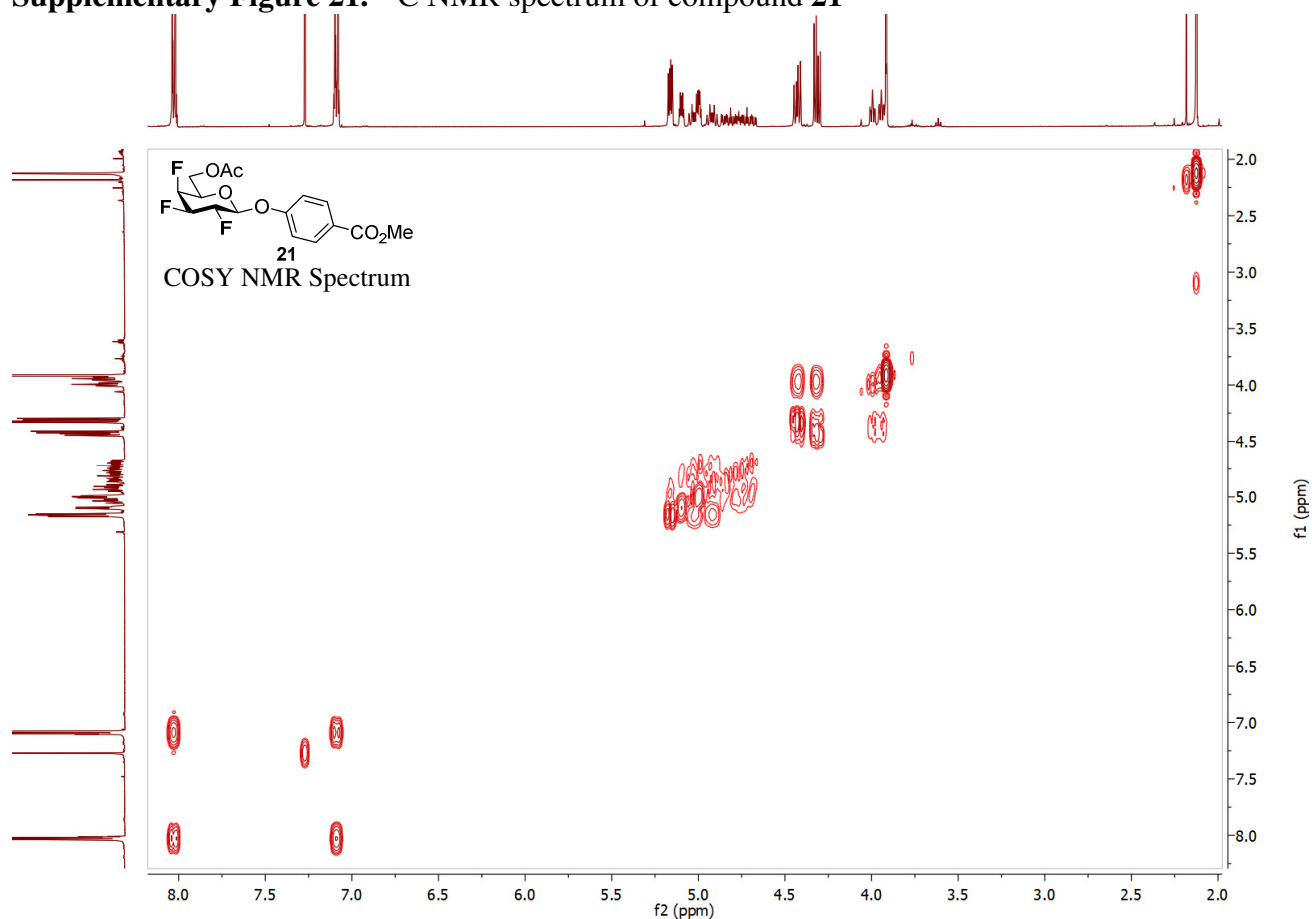 Supplementary Figure 21. C NMR spectrum of compound 21
F
OAc
F
O
O
F
CO2Me
21
COSY NMR Spectrum
2.0
2.5
3.0
3.5
4.0
4.5
5.0
5.5
6.0
6.5
7.0
7.5
8.0
f1 (ppm)
8.0 7.5 7.0 6.5 6.0 5.5 5.0 4.5 4.0 3.5 3.0 2.5 2.0
f2 (ppm)